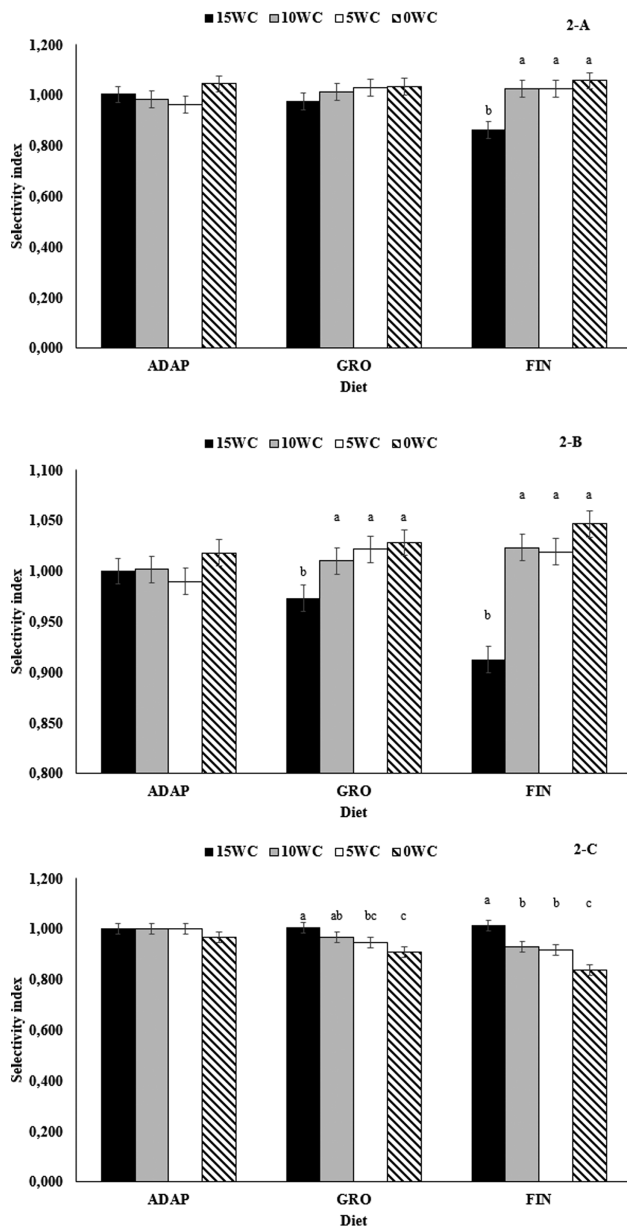 15WC 10WC 5WC 0WC
2-A
1,200
1,000
0,800
0,600
0,400
0,200
0,000
Selectivity index
a a a
b
ADAP GRO FIN
Diet
15WC 10WC 5WC 0WC
2-B
1,100
1,050
1,000
0,950
0,900
0,850
0,800
Selectivity index
a a a a a a
b
b
ADAP GRO FIN
Diet
15WC 10WC 5WC 0WC
2-C
1,200
1,000
0,800
0,600
0,400
0,200
0,000
Selectivity index
a ab bc c a b b c
ADAP GRO FIN
Diet